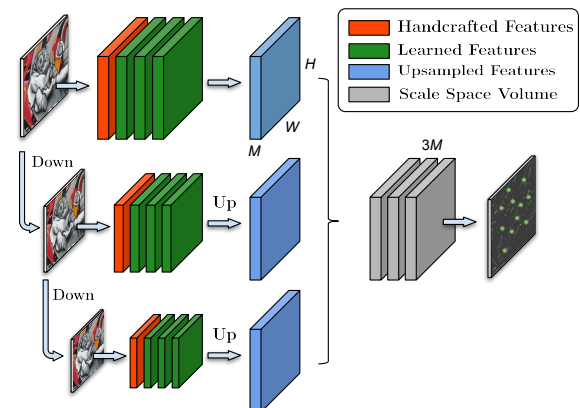 Handcrafted Features
Learned Features
Upsampled Features
Scale Space Volume
H
W
M
3M
Down
Up
Down
Up